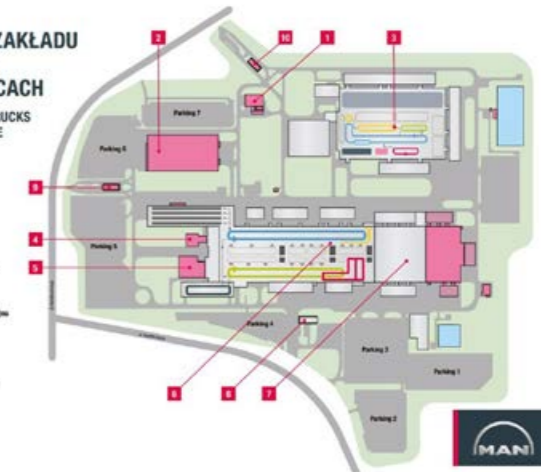 ZAKŁADU
CACH
UCKS
E
2
10
1
3
Parking 7
Parking 6
9
4
Parking 5
5
Parking 4
Parking 3
Parking 1
Parking 2
6
8
7
MAN